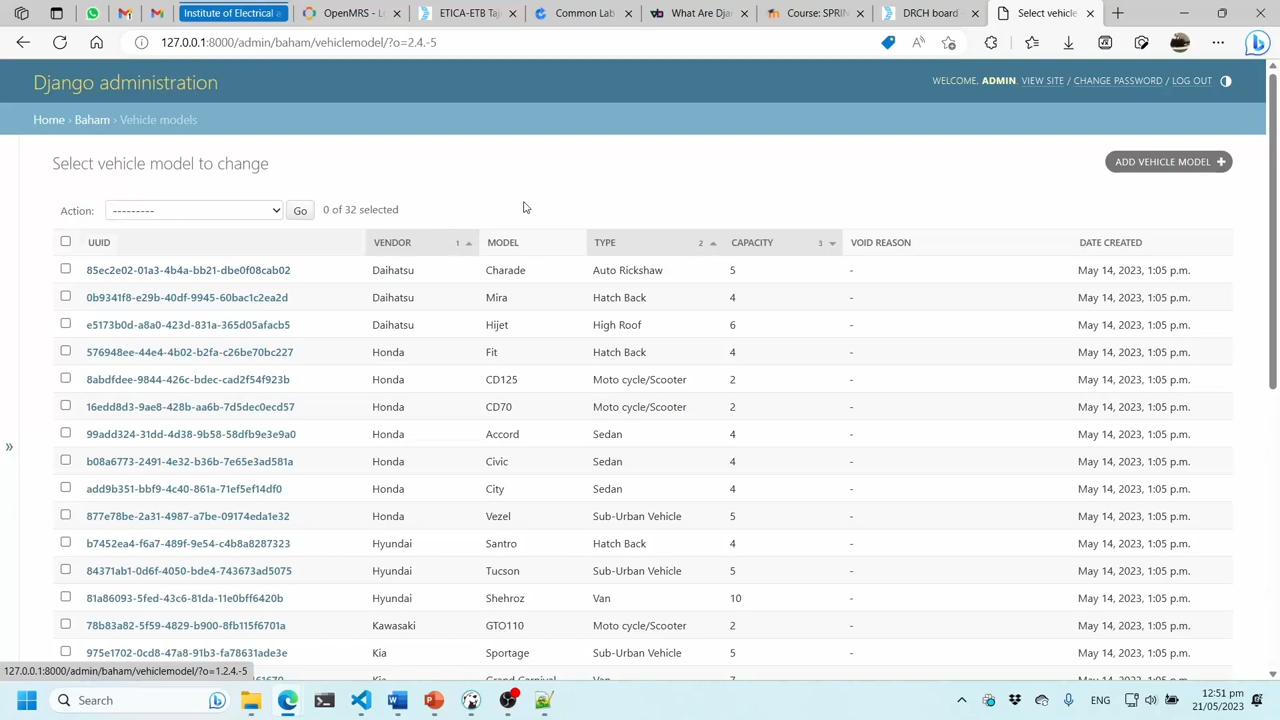 Institute of Electrical a
OpenMRS - Lo
ETICA-ETB Taj
Common Lab
What Are Djan
Course: SPRIN
Ditch board
Select vehicle
127.0.0.1:8000/admin/baham/vehiclemodel/?o=2.4.-5
Django administration
WELCOME, ADMIN. VIEW SITE / CHANGE PASSWORD / LOG OUT
Home › Baham › Vehicle models
Select vehicle model to change
ADD VEHICLE MODEL +
Action: --------- Go 0 of 32 selected
UUID VENDOR 1 MODEL TYPE 2 CAPACITY 3 VOID REASON DATE CREATED
85ec2e02-01a3-4b4a-bb21-dbe0f08cab02 Daihatsu Charade Auto Rickshaw 5 - May 14, 2023, 1:05 p.m.
0b9341f8-e29b-40df-9945-60bac1c2ea2d Daihatsu Mira Hatch Back 4 - May 14, 2023, 1:05 p.m.
e5173b0d-a8a0-423d-831a-365d05afacb5 Daihatsu Hijet High Roof 6 - May 14, 2023, 1:05 p.m.
576948ee-44e4-4b02-b2fa-c26be70bc227 Honda Fit Hatch Back 4 - May 14, 2023, 1:05 p.m.
8abdfdee-9844-426c-bdec-cad2f54f923b Honda CD125 Moto cycle/Scooter 2 - May 14, 2023, 1:05 p.m.
16edd8d3-9ae8-428b-aa6b-7d5dec0ecd57 Honda CD70 Moto cycle/Scooter 2 - May 14, 2023, 1:05 p.m.
99add324-31dd-4d38-9b58-58dfb9e3e9a0 Honda Accord Sedan 4 - May 14, 2023, 1:05 p.m.
b08a6773-2491-4e32-b36b-7e65e3ad581a Honda Civic Sedan 4 - May 14, 2023, 1:05 p.m.
add9b351-bbf9-4c40-861a-71ef5ef14df0 Honda City Sedan 4 - May 14, 2023, 1:05 p.m.
877e78be-2a31-4987-a7be-09174eda1e32 Honda Vezel Sub-Urban Vehicle 5 - May 14, 2023, 1:05 p.m.
b7452ea4-f6a7-489f-9e54-c4b8a8287323 Hyundai Santro Hatch Back 4 - May 14, 2023, 1:05 p.m.
84371ab1-0d6f-4050-bde4-743673ad5075 Hyundai Tucson Sub-Urban Vehicle 5 - May 14, 2023, 1:05 p.m.
81a86093-5fed-43c6-81da-11e0bff6420b Hyundai Shehroz Van 10 - May 14, 2023, 1:05 p.m.
78b83a82-5f59-4829-b900-8fb115f6701a Kawasaki GTO110 Moto cycle/Scooter 2 - May 14, 2023, 1:05 p.m.
975e1702-0cd8-47a8-91b3-fa78631ade3e Kia Sportage Sub-Urban Vehicle 5 - May 14, 2023, 1:05 p.m.
127.0.0.1:8000/admin/baham/vehiclemodel/?o=1.2.4.-5
Search
ENG
12:51 pm
21/05/2023